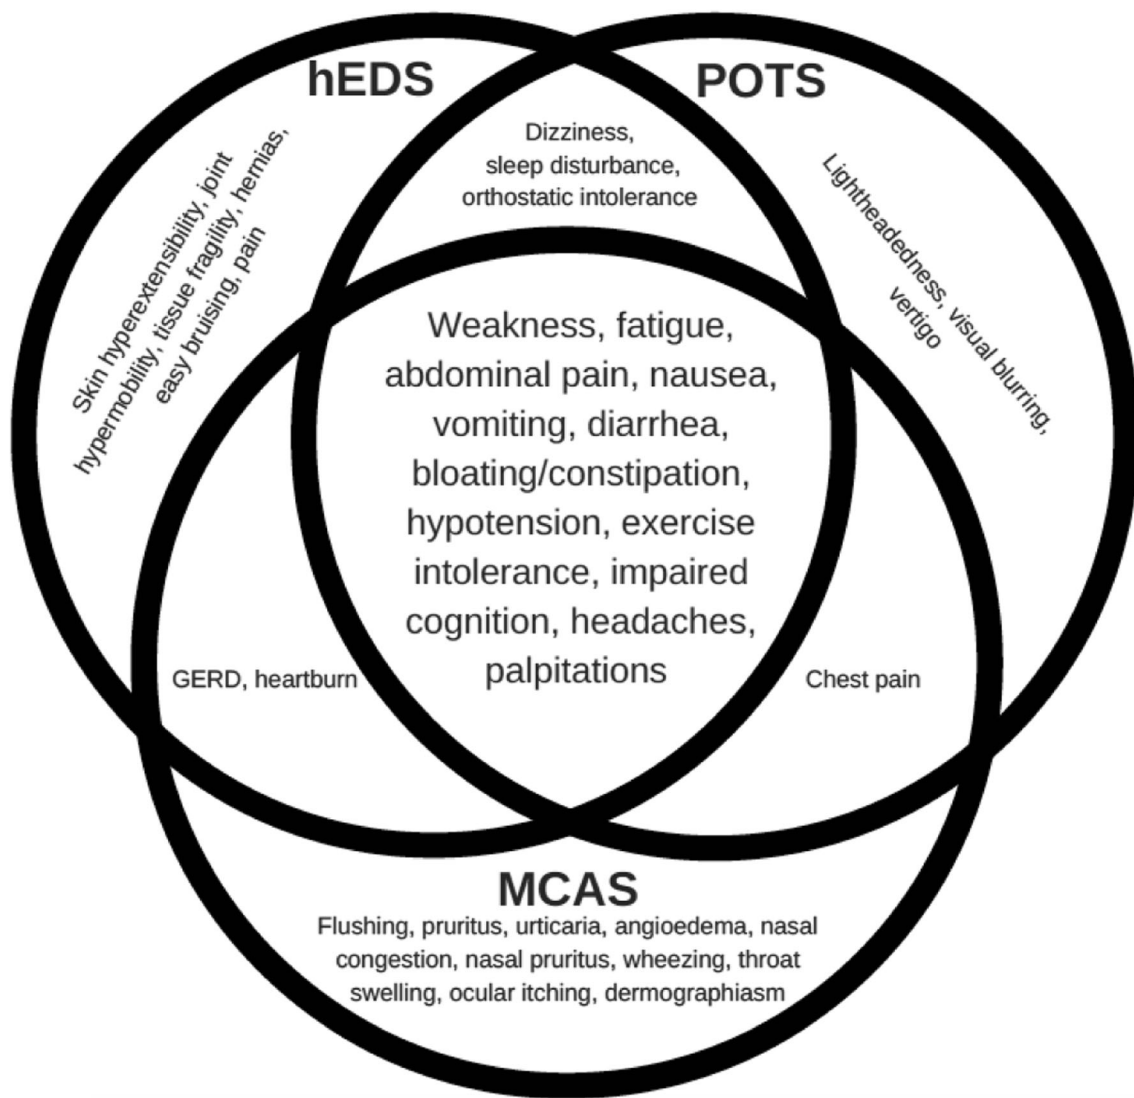 hEDS
POTS
Dizziness,
sleep disturbance,
orthostatic intolerance
Skin hyperextensibility, joint
hypermobility, tissue fragility, hernias,
easy bruising, pain
Lightheadedness, visual blurring,
vertigo
Weakness, fatigue,
abdominal pain, nausea,
vomiting, diarrhea,
bloating/constipation,
hypotension, exercise
intolerance, impaired
cognition, headaches,
palpitations
GERD, heartburn
Chest pain
MCAS
Flushing, pruritus, urticaria, angioedema, nasal
congestion, nasal pruritus, wheezing, throat
swelling, ocular itching, dermographiasm